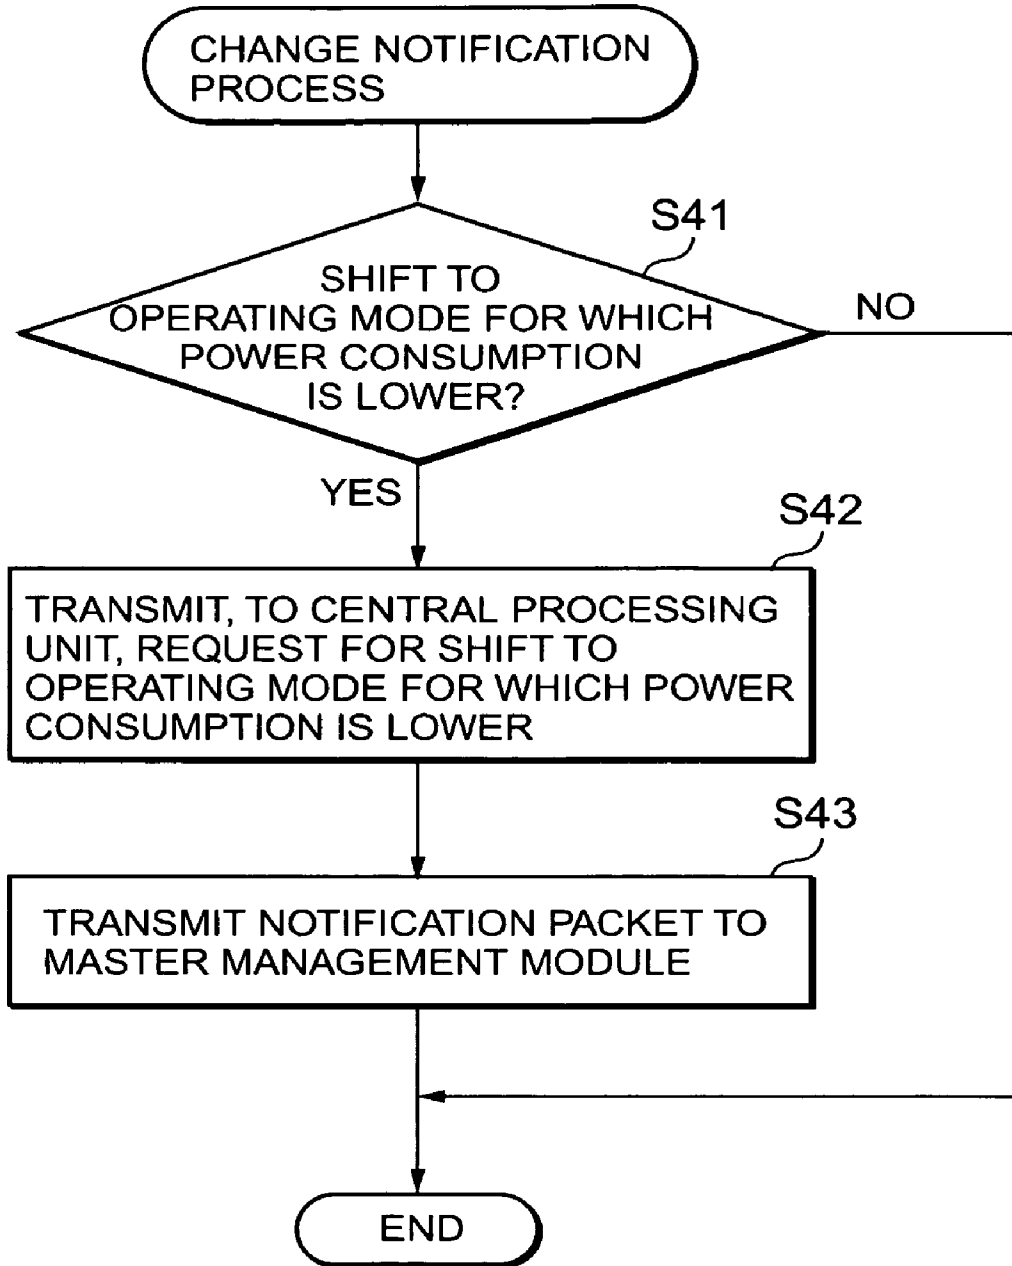 CHANGE NOTIFICATION
PROCESS
S41
SHIFT TO
OPERATING MODE FOR WHICH
POWER CONSUMPTION
IS LOWER?
NO
YES
S42
TRANSMIT, TO CENTRAL PROCESSING
UNIT, REQUEST FOR SHIFT TO
OPERATING MODE FOR WHICH POWER
CONSUMPTION IS LOWER
S43
TRANSMIT NOTIFICATION PACKET TO
MASTER MANAGEMENT MODULE
END